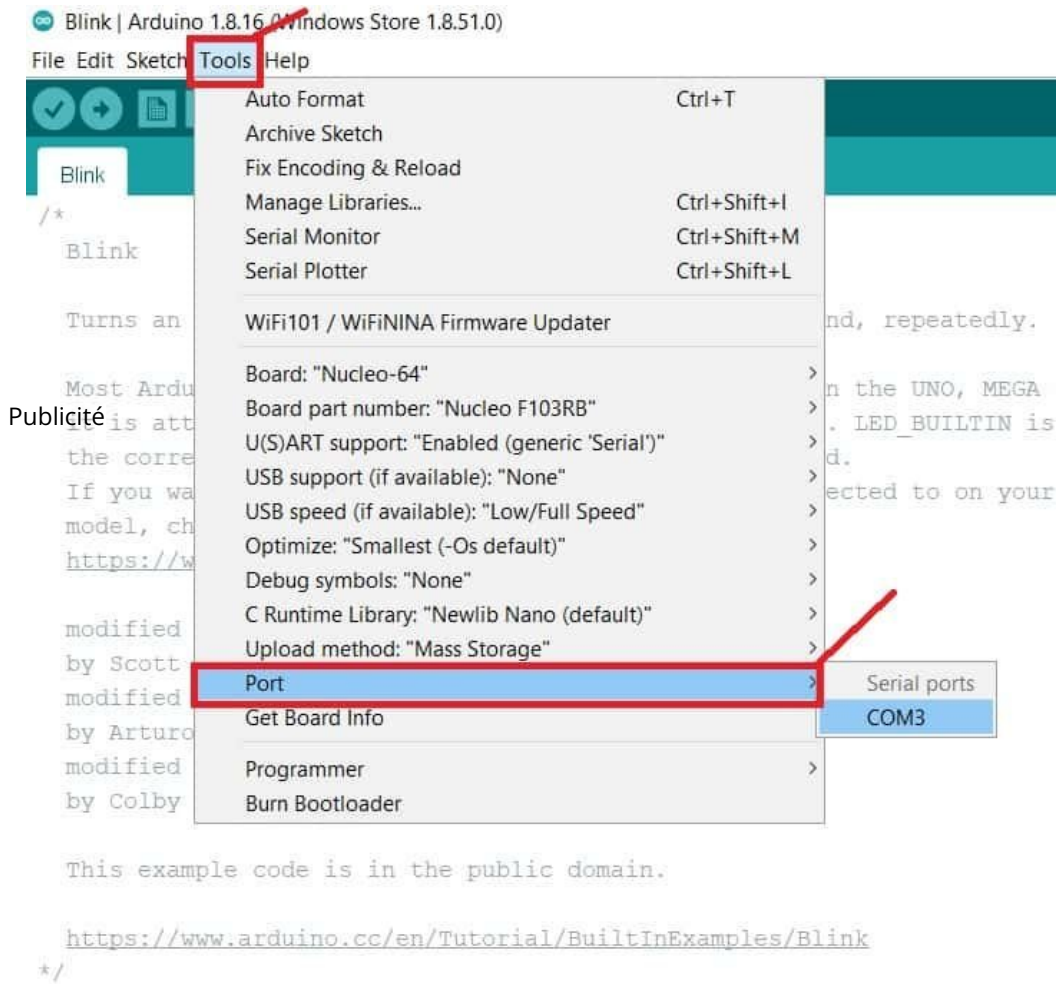 Blink | Arduino 1.8.16 (Windows Store 1.8.51.0)
File Edit Sketch Tools Help
Auto Format Ctrl+T
Archive Sketch
Fix Encoding & Reload
Manage Libraries... Ctrl+Shift+I
Serial Monitor Ctrl+Shift+M
Serial Plotter Ctrl+Shift+L
WiFi101 / WiFiNINA Firmware Updater
Board: "Nucleo-64"
Board part number: "Nucleo F103RB"
U(S)ART support: "Enabled (generic 'Serial')"
USB support (if available): "None"
USB speed (if available): "Low/Full Speed"
Optimize: "Smallest (-Os default)"
Debug symbols: "None"
C Runtime Library: "Newlib Nano (default)"
Upload method: "Mass Storage"
Port
Get Board Info
Programmer
Burn Bootloader
Serial ports
COM3
Blink
/*
Blink
Turns an nd, repeatedly.
Most Ardu n the UNO, MEGA
Publicité
it is att . LED_BUILTIN is
the corre d.
If you wa ected to on your
model, ch
https://w
modified
by Scott
modified
by Arturo
modified
by Colby
This example code is in the public domain.
https://www.arduino.cc/en/Tutorial/BuiltInExamples/Blink
*/